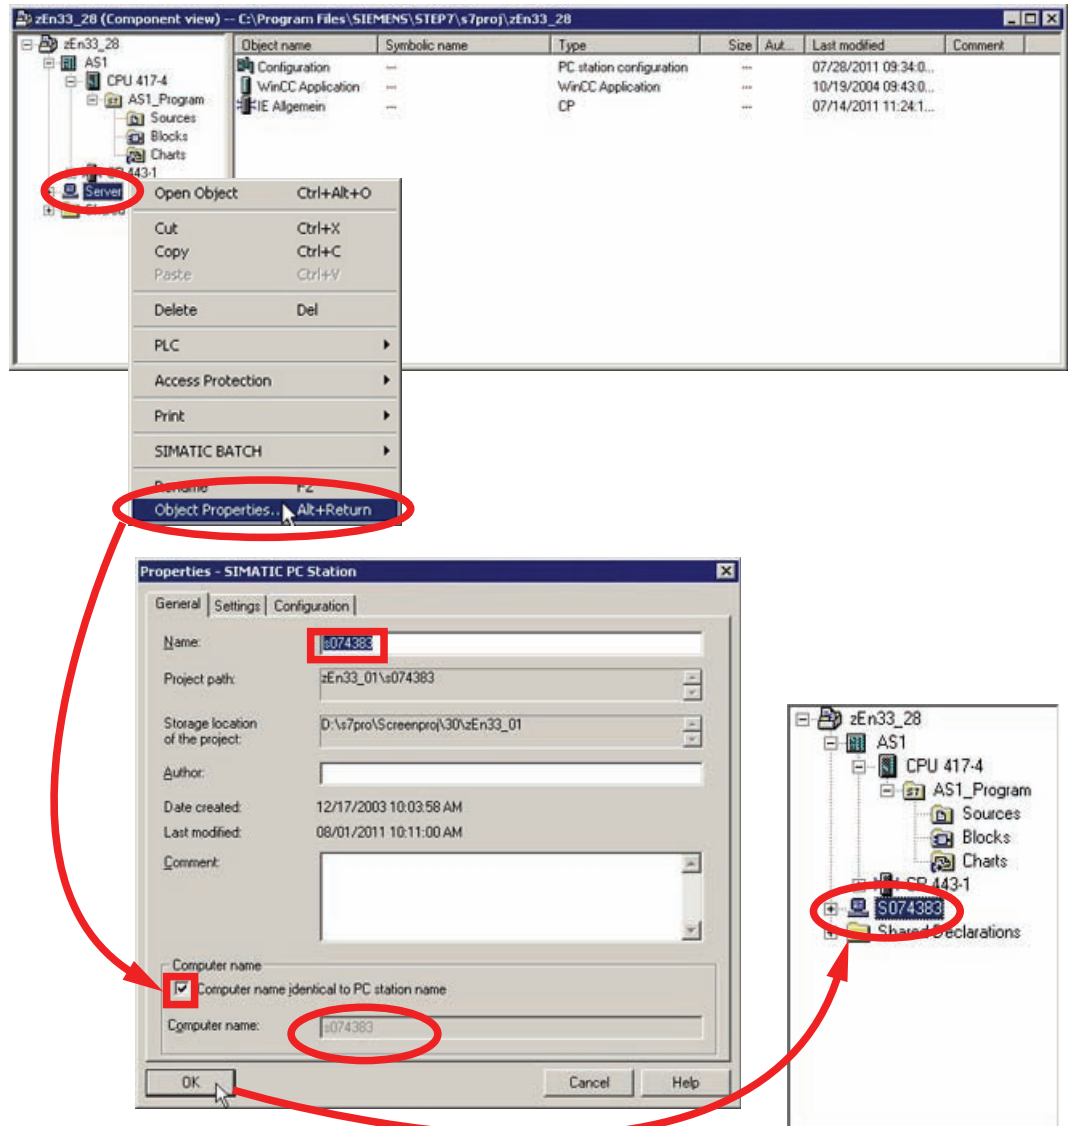 zEn33_28 (Component view) -- C:\Program Files\SIEMENS\STEP7\s7proj\zEn33_28
zEn33_28
AS1
CPU 417-4
AS1_Program
Sources
Blocks
Charts
443-1
Server
Object name Symbolic name Type Size Aut... Last modified Comment
Configuration --- PC station configuration --- 07/28/2011 09:34:0...
WinCC Application --- WinCC Application --- 10/19/2004 09:43:0...
IE Allgemein --- CP --- 07/14/2011 11:24:1...
Open Object Ctrl+Alt+O
Cut Ctrl+X
Copy Ctrl+C
Paste Ctrl+V
Delete Del
PLC
Access Protection
Print
SIMATIC BATCH
Rename F2
Object Properties... Alt+Return
Properties - SIMATIC PC Station
General Settings Configuration
Name: s074383
Project path: zEn33_01\s074383
Storage location
of the project: D:\s7pro\Screenproj\30\zEn33_01
Author:
Date created: 12/17/2003 10:03:58 AM
Last modified: 08/01/2011 10:11:00 AM
Comment:
Computer name
Computer name identical to PC station name
Computer name: s074383
OK Cancel Help
zEn33_28
AS1
CPU 417-4
AS1_Program
Sources
Blocks
Charts
CP 443-1
S074383
Shared Declarations